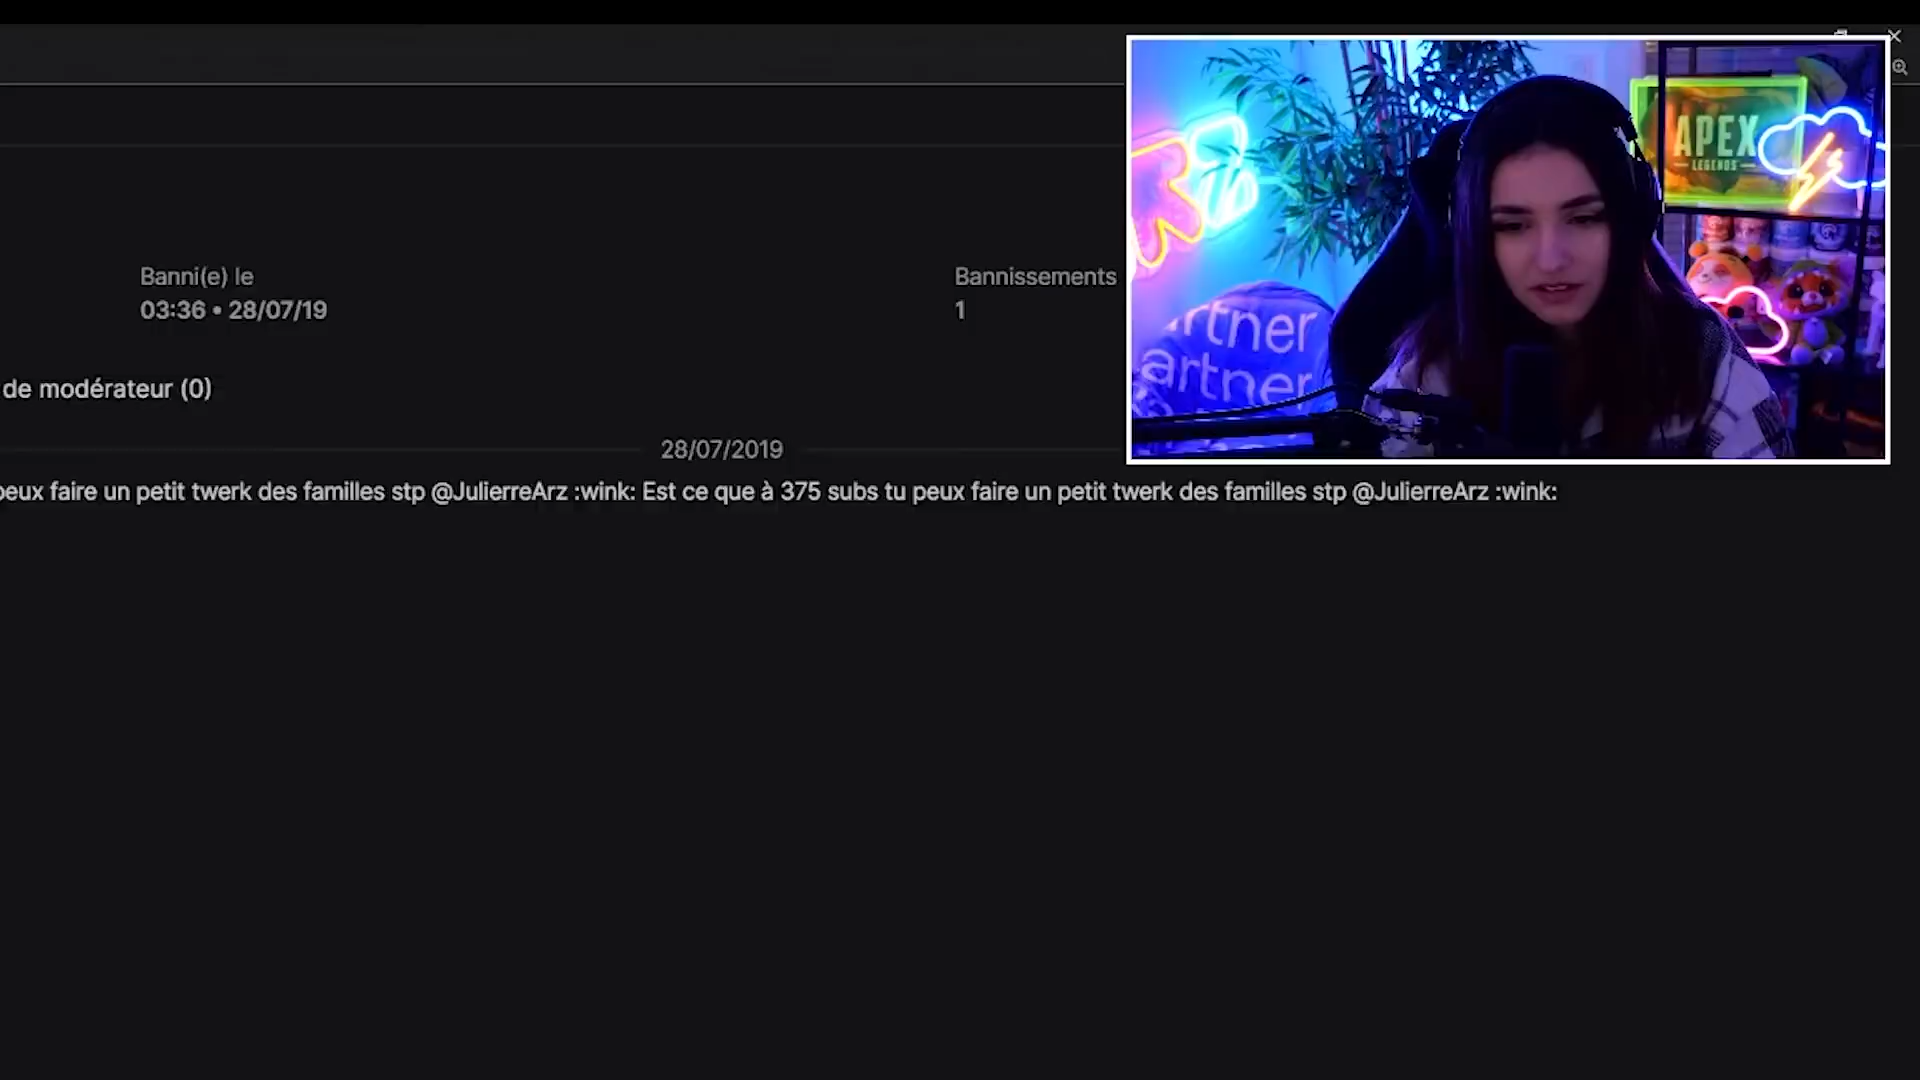 APEX
LEGENDS
Banni(e) le
Bannissements
03:36 • 28/07/19
1
artner
de modérateur (0)
28/07/2019
peux faire un petit twerk des familles stp @JulierreArz :wink: Est ce que à 375 subs tu peux faire un petit twerk des familles stp @JulierreArz :wink: